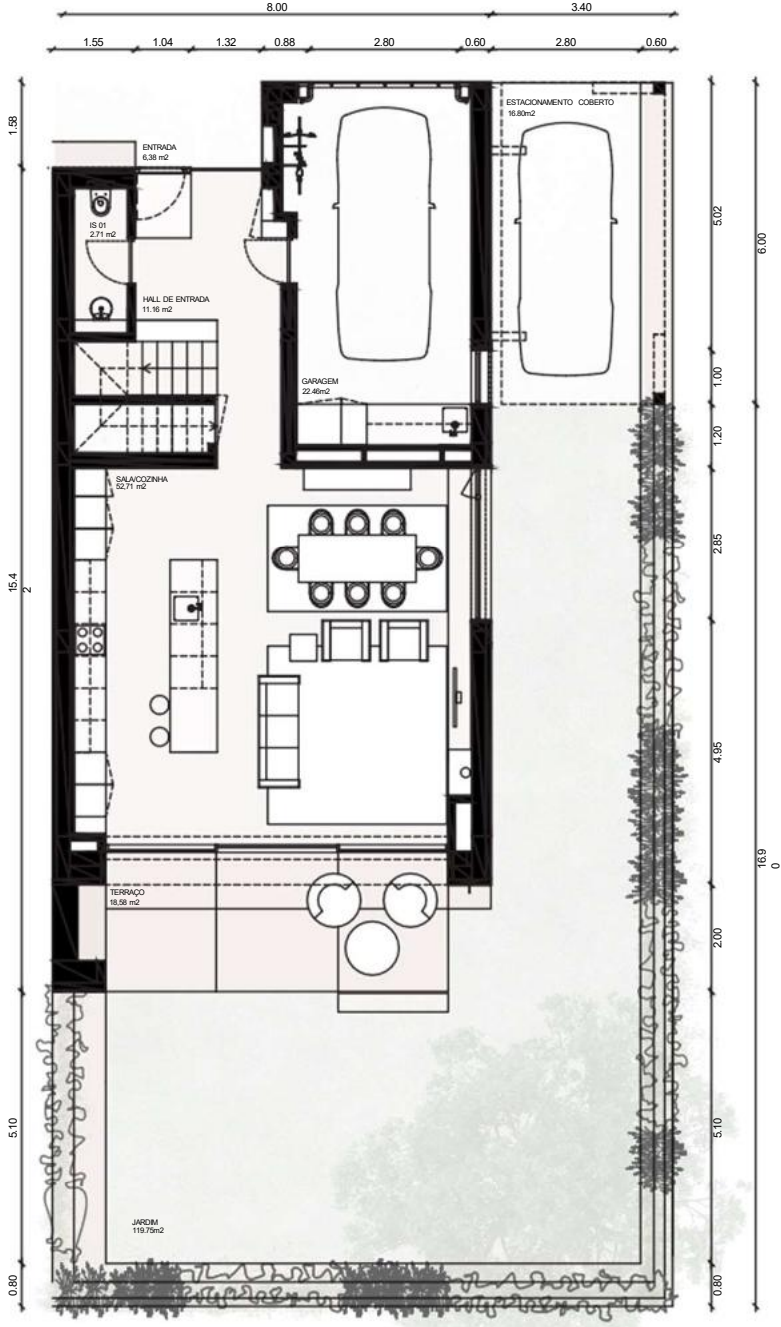 8.00
3.40
1.55
1.04
1.32
0.88
2.80
0.60
2.80
0.60
ESTACIONAMENTO COBERTO
16.80m2
1.58
ENTRADA
6,38 m2
IS 01
2.71 m2
5.02
6.00
HALL DE ENTRADA
11.16 m2
GARAGEM
22.46m2
1.00
1.20
SALA/COZINHA
52,71 m2
2.85
15.4
2
4.95
16.9
0
TERRAÇO
18,58 m2
2.00
5.10
5.10
JARDIM
119.75m2
0.80
0.80